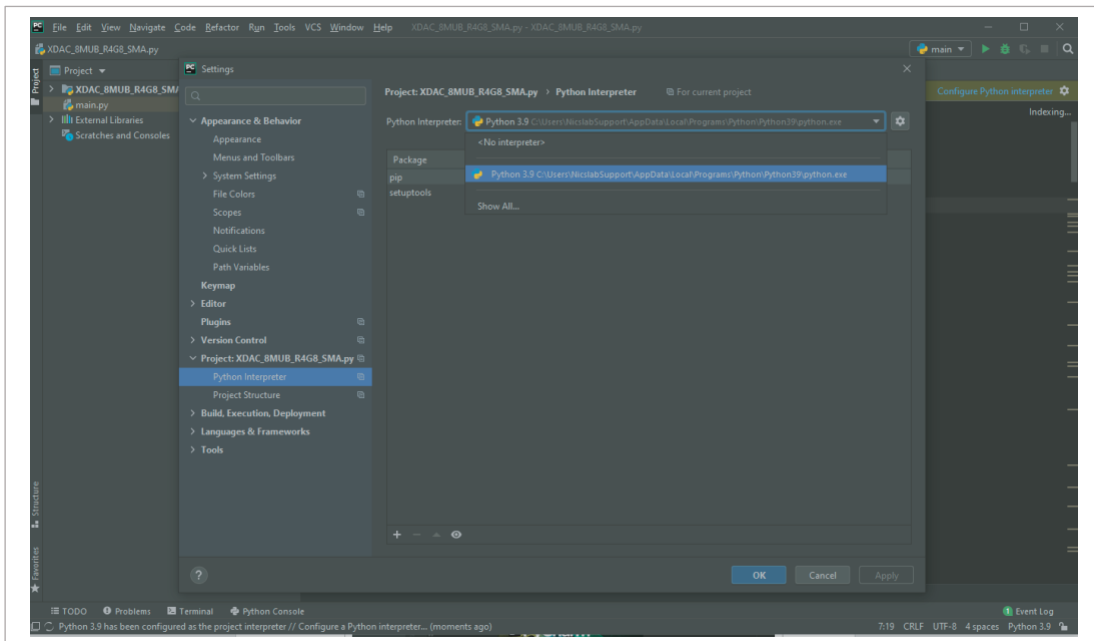 File Edit View Navigate Code Refactor Run Tools VCS Window Help XDAC_8MUB_R4G8_SMA.py - XDAC_8MUB_R4G8_SMA.py
XDAC_8MUB_R4G8_SMA.py
main
Project
Project
XDAC_8MUB_R4G8_SM
main.py
External Libraries
Scratches and Consoles
Configure Python interpreter
Indexing...
Settings
Appearance & Behavior
Appearance
Menus and Toolbars
System Settings
File Colors
Scopes
Notifications
Quick Lists
Path Variables
Keymap
Editor
Plugins
Version Control
Project: XDAC_8MUB_R4G8_SMA.py
Python Interpreter
Project Structure
Build, Execution, Deployment
Languages & Frameworks
Tools
Project: XDAC_8MUB_R4G8_SMA.py > Python Interpreter For current project
Python Interpreter: Python 3.9 C:\Users\NicslabSupport\AppData\Local\Programs\Python\Python39\python.exe
<No interpreter>
Python 3.9 C:\Users\NicslabSupport\AppData\Local\Programs\Python\Python39\python.exe
Show All...
Package
pip
setuptools
?
OK Cancel Apply
Structure
Favorites
TODO Problems Terminal Python Console
1 Event Log
Python 3.9 has been configured as the project interpreter // Configure a Python interpreter... (moments ago)
7:19 CRLF UTF-8 4 spaces Python 3.9